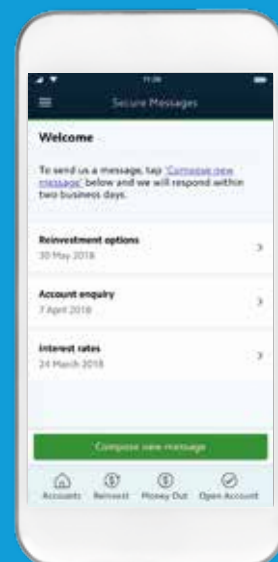 11:26
Secure Messages
Welcome
To send us a message, tap 'Compose new
message' below and we will respond within
two business days.
Reinvestment options
30 May 2018
Account enquiry
7 April 2018
Interest rates
24 March 2018
Compose new message
Accounts Reinvest Money Out Open Account